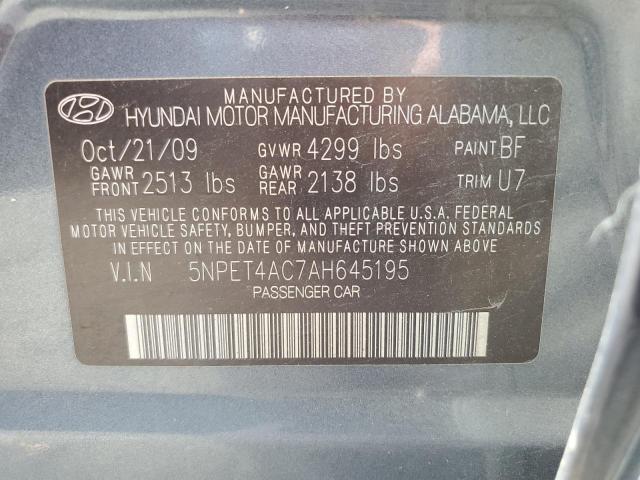 MANUFACTURED BY
HYUNDAI MOTOR MANUFACTURING ALABAMA, LLC
Oct/21/09 GVWR 4299 lbs PAINT BF
GAWR FRONT 2513 lbs GAWR REAR 2138 lbs TRIM U7
THIS VEHICLE CONFORMS TO ALL APPLICABLE U.S.A. FEDERAL
MOTOR VEHICLE SAFETY, BUMPER, AND THEFT PREVENTION STANDARDS
IN EFFECT ON THE DATE OF MANUFACTURE SHOWN ABOVE.
V.I.N 5NPET4AC7AH645195
PASSENGER CAR